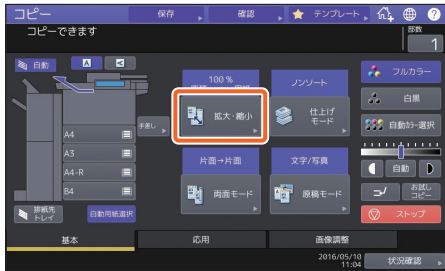 コピー 保存 確認 テンプレート
コピーできます
部数
1
自動 A
100 %
ノンソート
フルカラー
手差し
拡大・縮小
仕上げ
モード
白黒
自動ｶﾗｰ選択
A4
A3
A4-R
B4
片面→片面
文字/写真
両面モード
原稿モード
自動
お試し
コピー
排紙先
トレイ
自動用紙選択
ストップ
基本 応用 画像調整
2016/05/10
11:04
状況確認